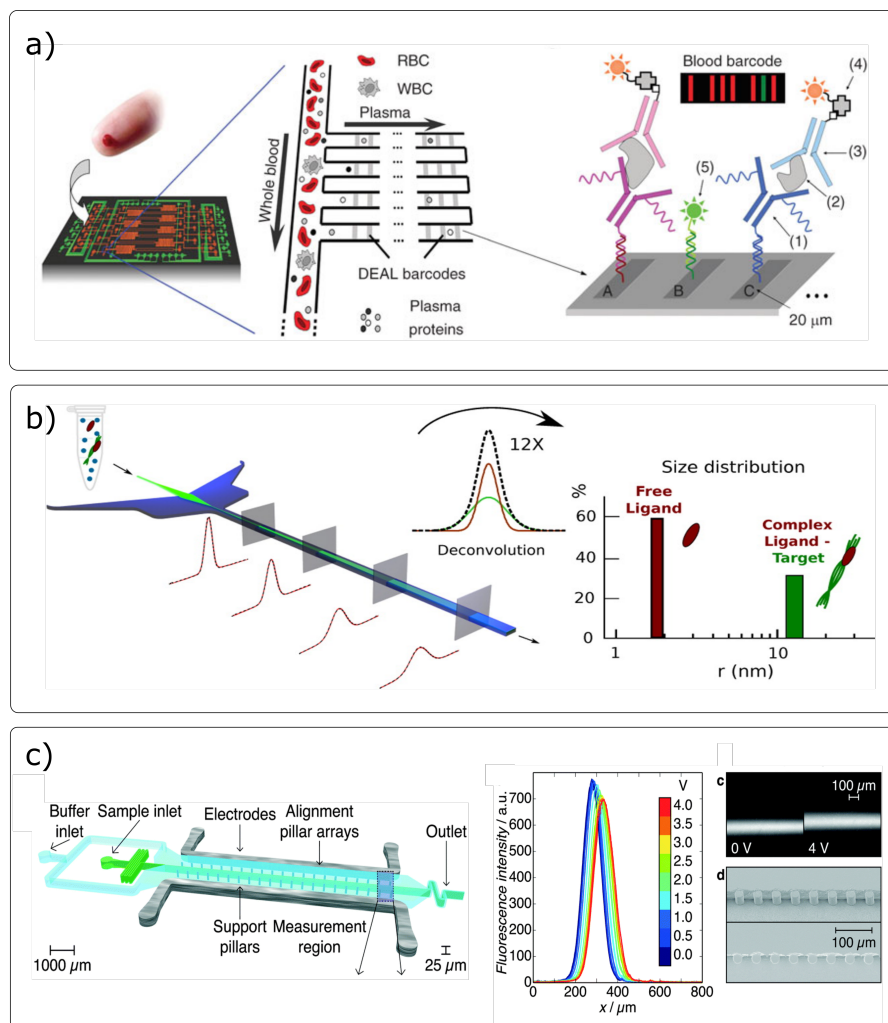 a)
RBC
WBC
Plasma
Whole blood
DEAL barcodes
Plasma
proteins
Blood barcode
(4)
(3)
(2)
(5)
(1)
A
B
C
20 µm
b)
12X
Deconvolution
Size distribution
%
60
40
20
0
Free
Ligand
Complex
Ligand -
Target
1
10
r (nm)
c)
Buffer
inlet
Sample inlet
Electrodes
Alignment
pillar arrays
Outlet
Support
pillars
Measurement
region
1000 µm
25 µm
Fluorescence intensity / a.u.
700
600
500
400
300
200
100
0
0 200 400 600 800
x / µm
V
4.0
3.5
3.0
2.5
2.0
1.5
1.0
0.5
0.0
c
100 µm
0 V
4 V
d
100 µm